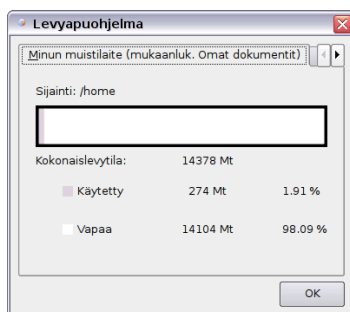 Levyapuohjelma
Minun muistilaite (mukaanluk. Omat dokumentit)
Sijainti: /home
Kokonaislevytila: 14378 Mt
Käytetty 274 Mt 1.91 %
Vapaa 14104 Mt 98.09 %
OK